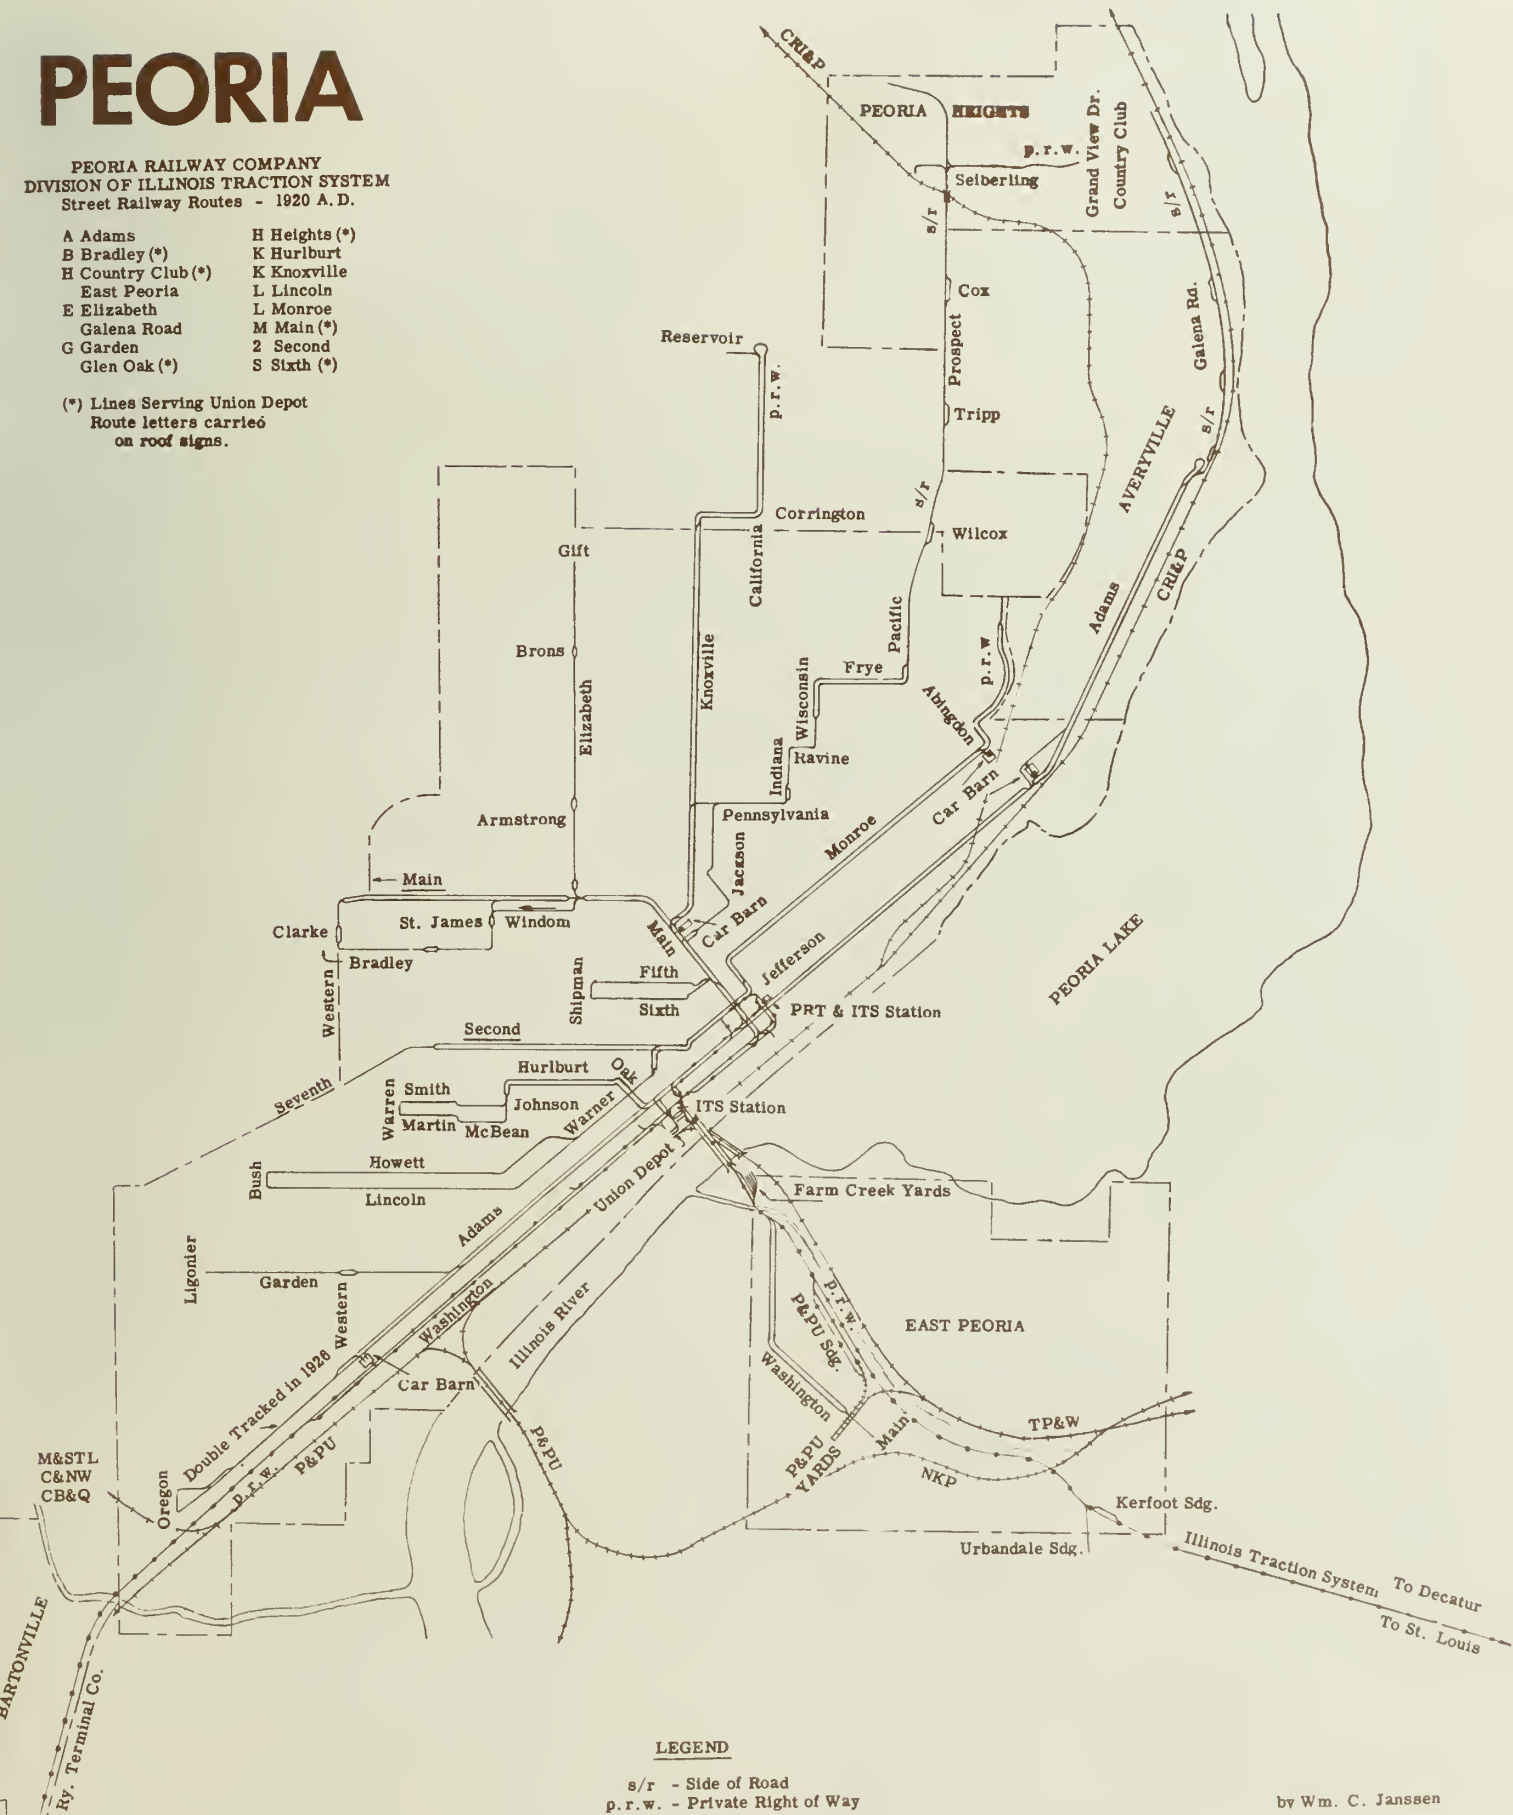 PEORIA
PEORIA RAILWAY COMPANY
DIVISION OF ILLINOIS TRACTION SYSTEM
Street Railway Routes - 1920 A.D.
A Adams
B Bradley (*)
H Country Club (*)
East Peoria
E Elizabeth
Galena Road
G Garden
Glen Oak (*)
H Heights (*)
K Hurlburt
K Knoxville
L Lincoln
L Monroe
M Main (*)
2 Second
S Sixth (*)
(*) Lines Serving Union Depot
Route letters carried
on roof signs.
CRI&P
PEORIA HEIGHTS
p.r.w.
Seiberling
Grand View Dr.
Country Club
s/r
s/r
Cox
Galena Rd.
Prospect
Reservoir
p.r.w.
Tripp
s/r
AVERYVILLE
s/r
Corrington
Wilcox
California
Gift
CRI&P
Adams
Pacific
Brons
Knoxville
Frye
Wisconsin
p.r.w
Elizabeth
Abingdon
Indiana
Ravine
Car Barn
Armstrong
Pennsylvania
Monroe
Jackson
Main
Clarke
St. James
Windom
Main
Car Barn
Bradley
Western
Jefferson
PEORIA LAKE
Fifth
Shipman
Sixth
PRT & ITS Station
Second
Hurlburt
Oak
Seventh
Warren
Smith
Johnson
Martin
McBean
Warner
ITS Station
Howett
Bush
Lincoln
Union Depot
Farm Creek Yards
Adams
Ligonier
Garden
Western
Washington
Illinois River
p.r.w.
P&PU Sdg.
EAST PEORIA
Double Tracked in 1926
Car Barn
Washington
P&PU
P&PU
Main
TP&W
P&PU
YARDS
NKP
M&STL
C&NW
CB&Q
Oregon
p.r.w.
Kerfoot Sdg.
Urbandale Sdg.
Illinois Traction System
To Decatur
To St. Louis
BARTONVILLE
Ry. Terminal Co.
LEGEND
s/r - Side of Road
p.r.w. - Private Right of Way
by Wm. C. Janssen